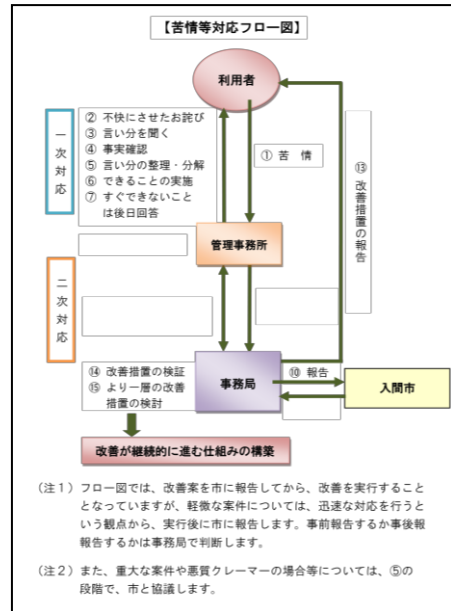 【苦情等対応フロー図】
利用者
一次対応
② 不快にさせたお詫び
③ 言い分を聞く
④ 事実確認
⑤ 言い分の整理・分解
⑥ できることの実施
⑦ すぐできないこと
は後日回答
① 苦 情
⑬ 改善措置の報告
管理事務所
二次対応
⑭ 改善措置の検証
⑮ より一層の改善
措置の検討
事務局
⑩ 報告
入間市
改善が継続的に進む仕組みの構築
(注1) フロー図では、改善案を市に報告してから、改善を実行すること
となっていますが、軽微な案件については、迅速な対応を行うと
いう観点から、実行後に市に報告します。事前報告するか事後報
報告するかは事務局で判断します。
(注2) また、重大な案件や悪質クレーマーの場合等については、⑤の
段階で、市と協議します。